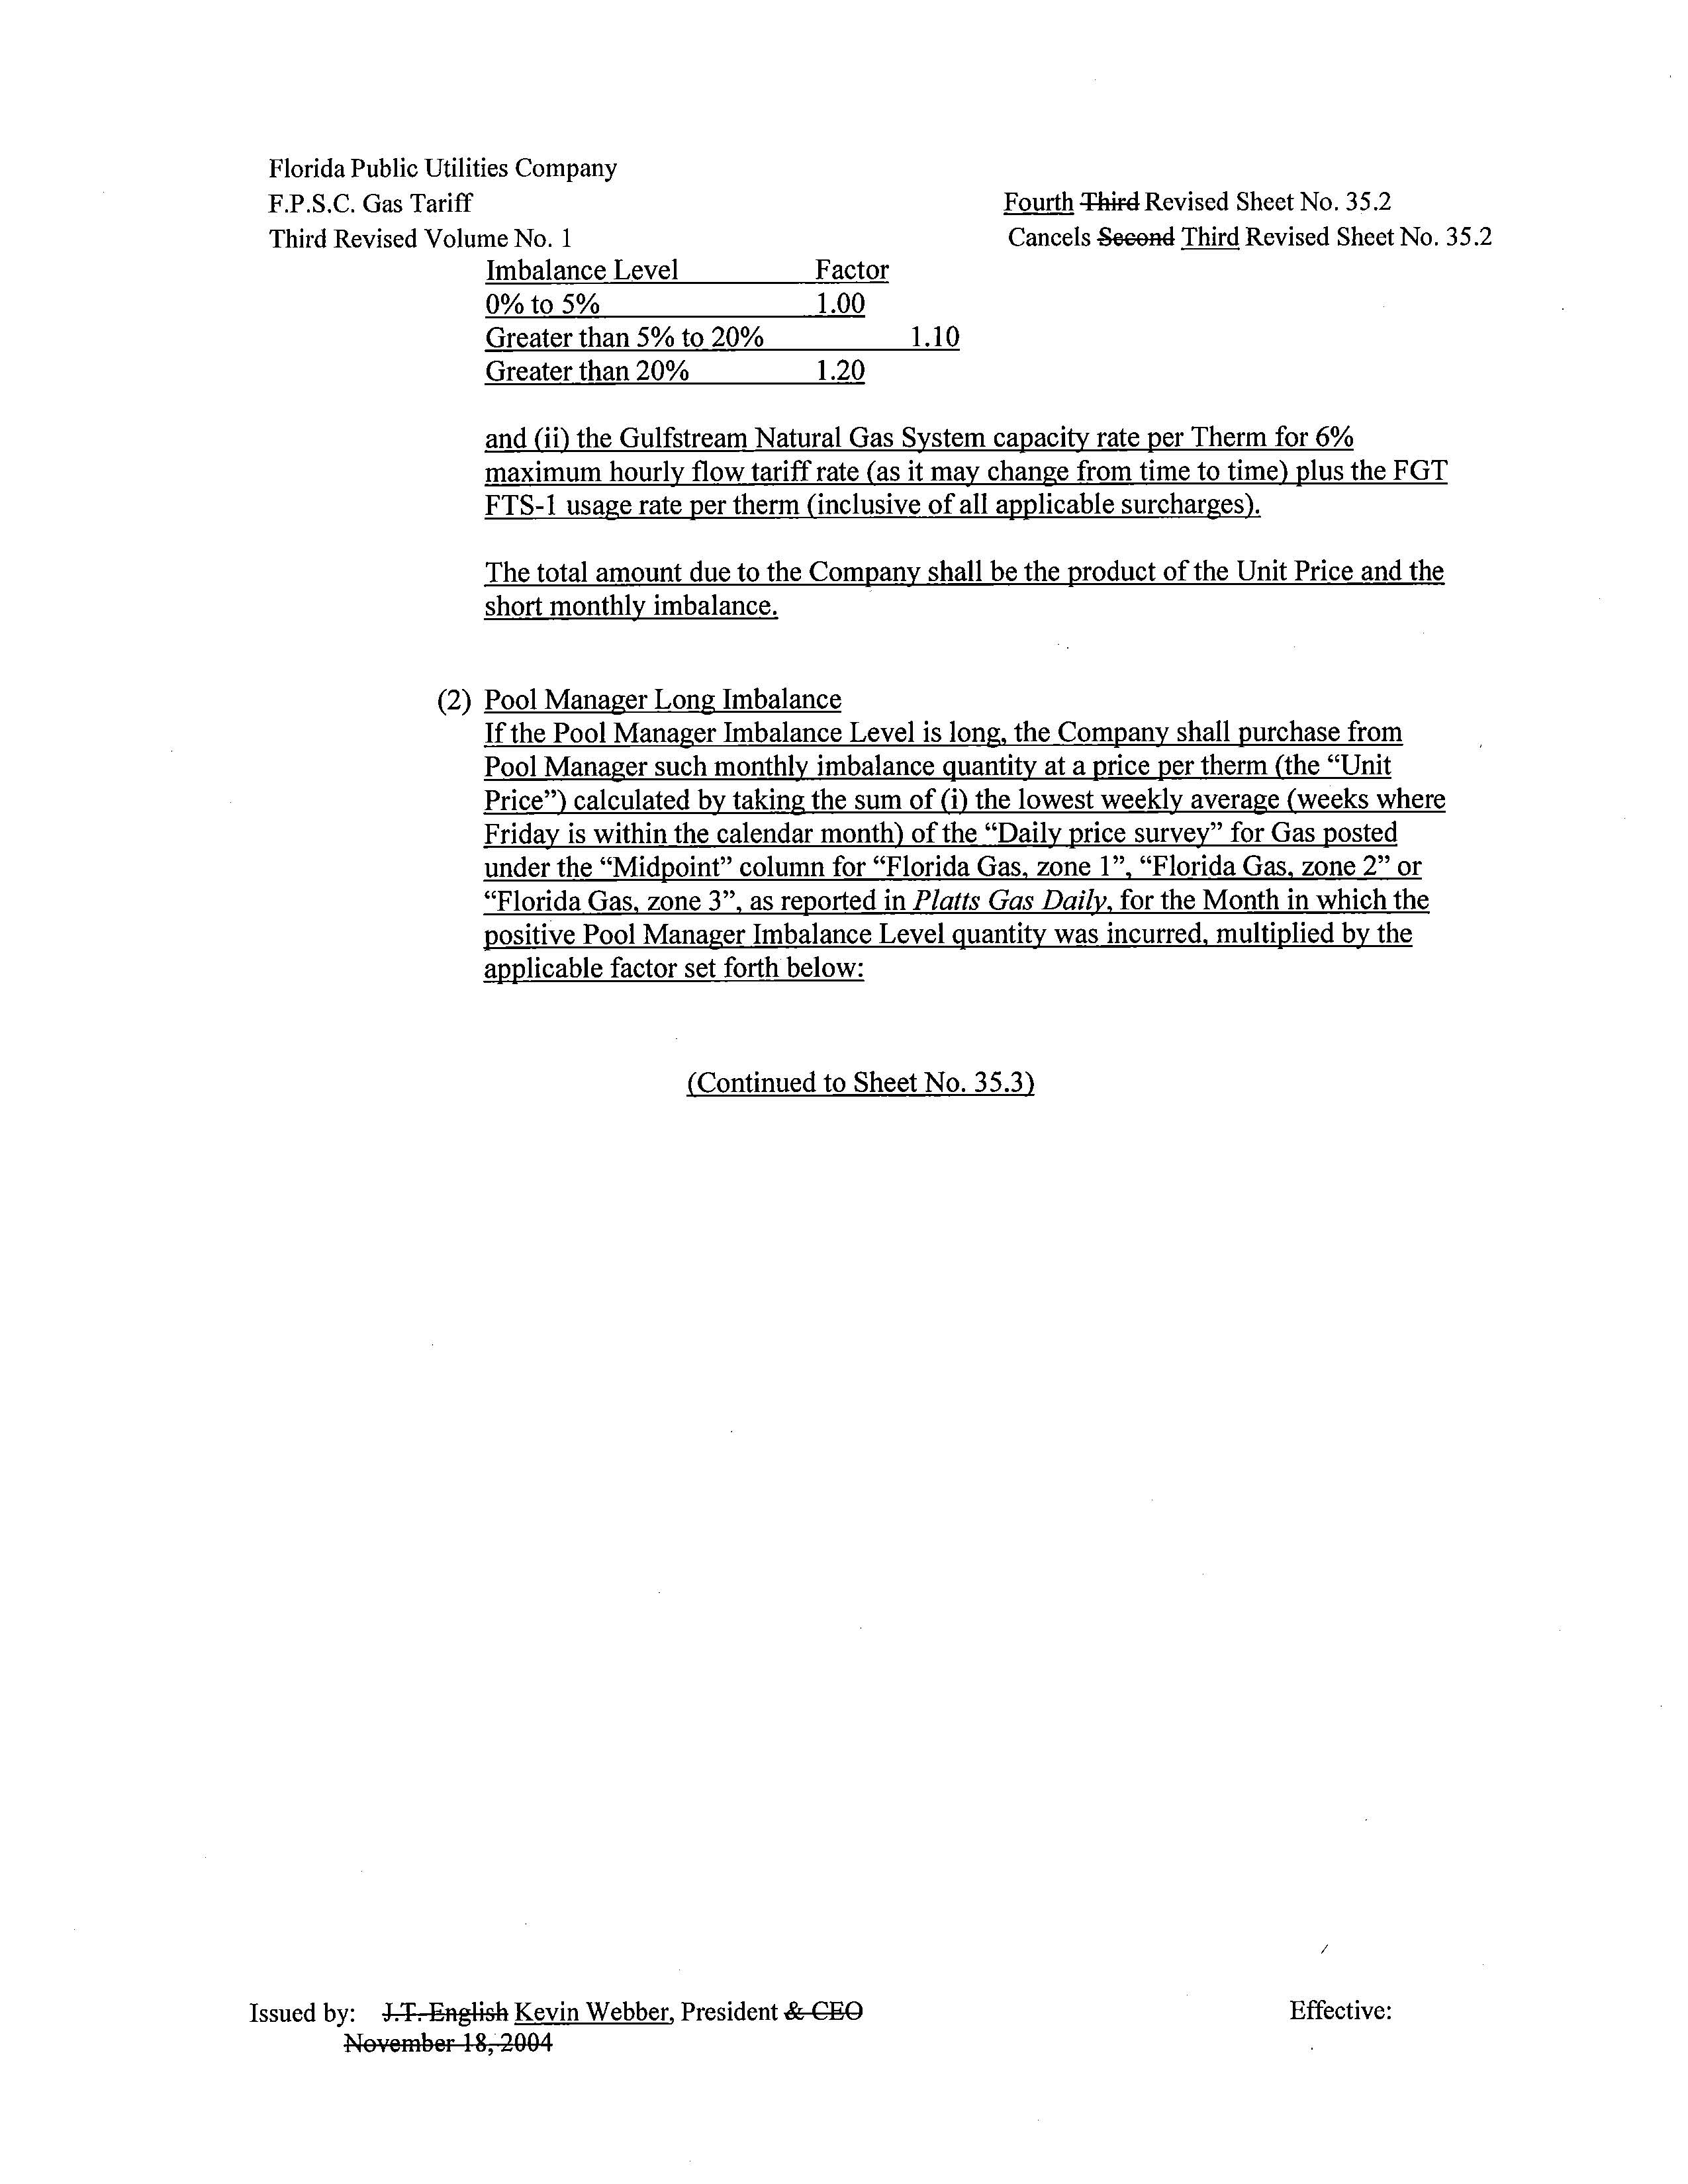 Florida Public Utilities Company
F.P.S.C. Gas Tariff
Fourth Third Revised Sheet No. 35.2
Third Revised Volume No. 1
Cancels Second Third Revised Sheet No. 35.2
Imbalance Level Factor
0% to 5% 1.00
Greater than 5% to 20% 1.10
Greater than 20% 1.20
and (ii) the Gulfstream Natural Gas System capacity rate per Therm for 6%
maximum hourly flow tariff rate (as it may change from time to time) plus the FGT
FTS-1 usage rate per therm (inclusive of all applicable surcharges).
The total amount due to the Company shall be the product of the Unit Price and the
short monthly imbalance.
(2) Pool Manager Long Imbalance
If the Pool Manager Imbalance Level is long, the Company shall purchase from
Pool Manager such monthly imbalance quantity at a price per therm (the “Unit
Price”) calculated by taking the sum of (i) the lowest weekly average (weeks where
Friday is within the calendar month) of the “Daily price survey” for Gas posted
under the “Midpoint” column for “Florida Gas, zone 1”, “Florida Gas, zone 2” or
“Florida Gas, zone 3”, as reported in Platts Gas Daily, for the Month in which the
positive Pool Manager Imbalance Level quantity was incurred, multiplied by the
applicable factor set forth below:
(Continued to Sheet No. 35.3)
Issued by: J.T. English Kevin Webber, President & CEO
Effective:
November 18, 2004